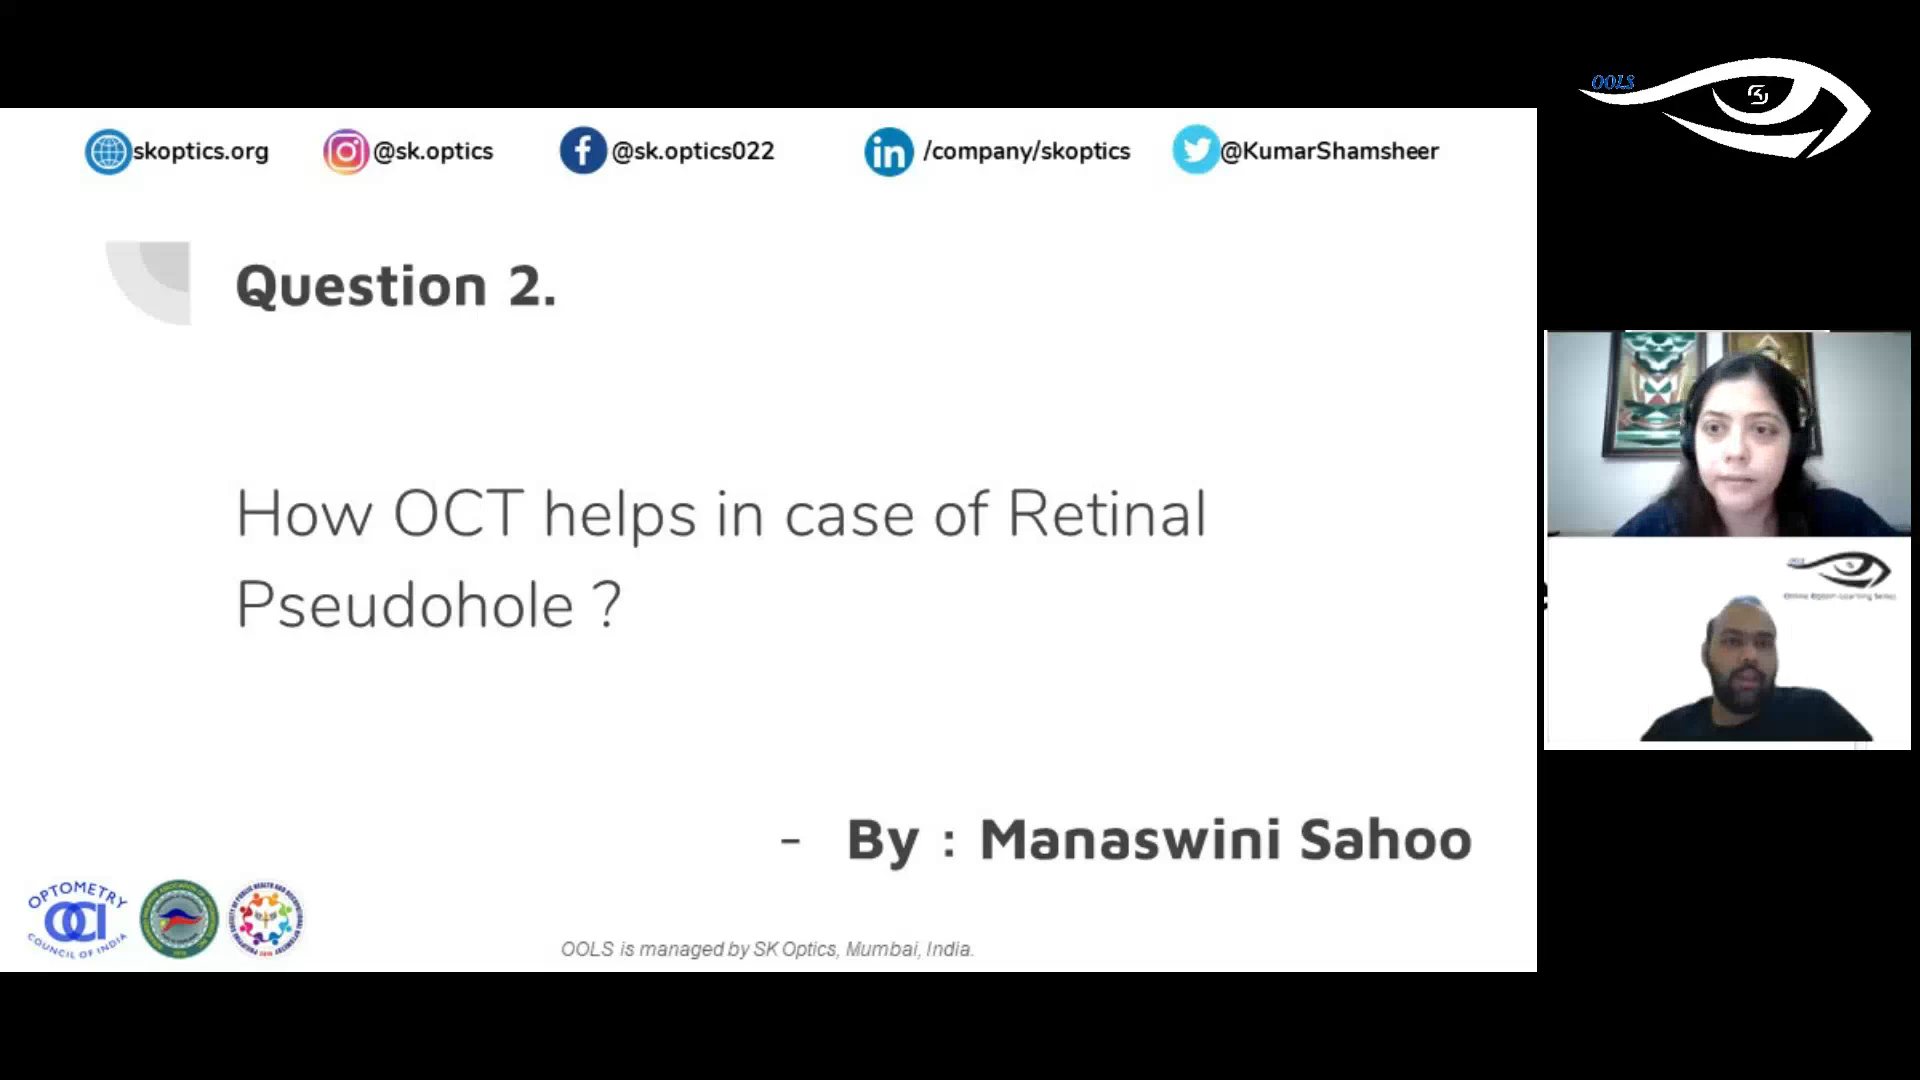 OOLS
skoptics.org @sk.optics @sk.optics022 /company/skoptics @KumarShamsheer
Question 2.
How OCT helps in case of Retinal
Pseudohole ?
- By : Manaswini Sahoo
OPTOMETRY
OCI
COUNCIL OF INDIA
OOLS is managed by SK Optics, Mumbai, India.